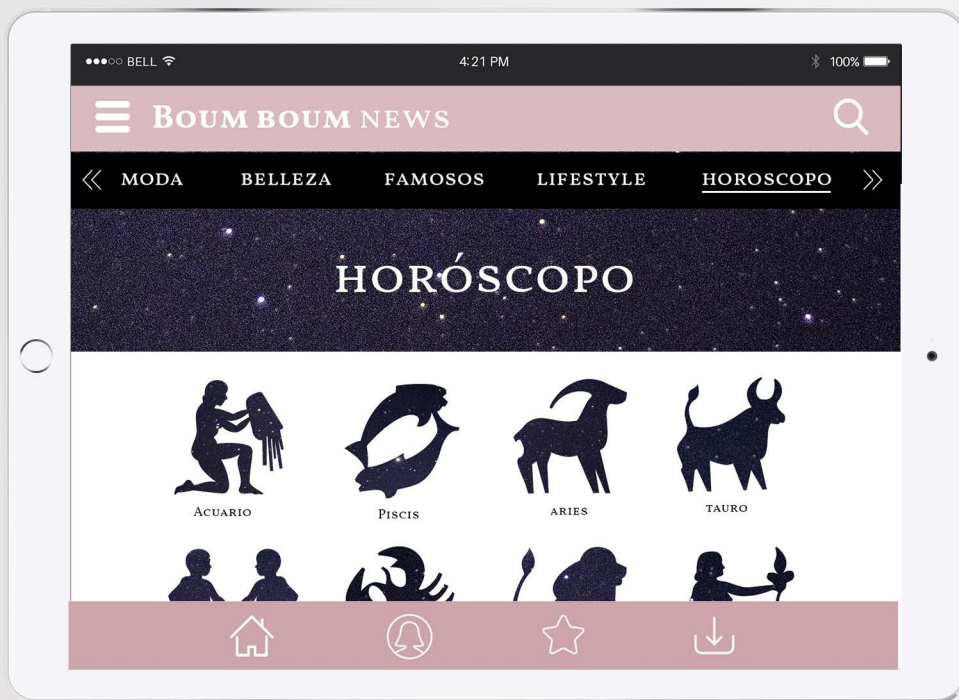 BELL 4:21 PM 100%
BOUM BOUM NEWS
MODA BELLEZA FAMOSOS LIFESTYLE HOROSCOPO
HORÓSCOPO
ACUARIO PISCIS ARIES TAURO